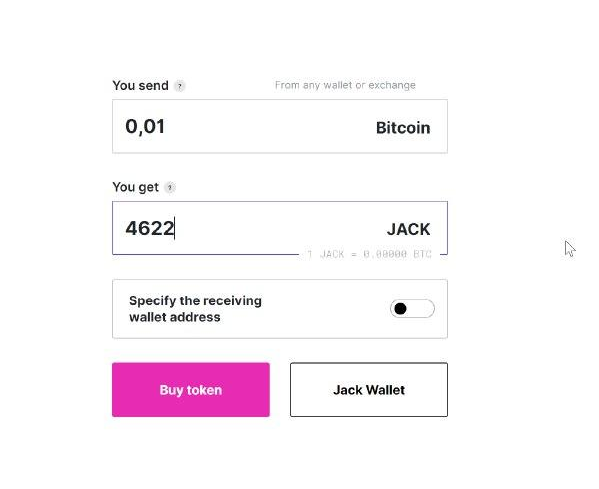 You send ?
From any wallet or exchange
0,01 Bitcoin
You get ?
4622 JACK
1 JACK = 0.00000 BTC
Specify the receiving
wallet address
Buy token
Jack Wallet